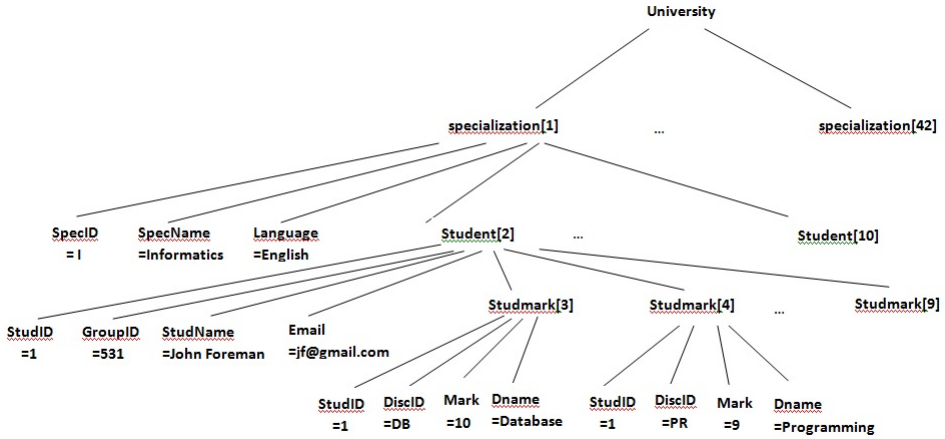 University
specialization[1] ... specialization[42]
SpecID SpecName Language Student[2] ... Student[10]
= I =Informatics =English
Studmark[3] Studmark[4] ... Studmark[9]
StudID GroupID StudName Email
=1 =531 =John Foreman =jf@gmail.com
StudID DiscID Mark Dname StudID DiscID Mark Dname
=1 =DB =10 =Database =1 =PR =9 =Programming